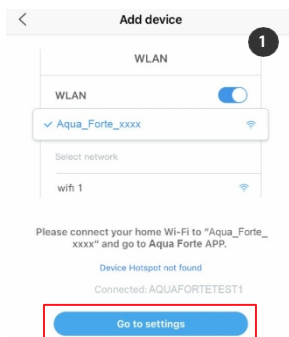 Add device
1
WLAN
WLAN
Aqua_Forte_xxxx
Select network
wifi 1
Please connect your home Wi-Fi to "Aqua_Forte_
xxxx" and go to Aqua Forte APP.
Device Hotspot not found
Connected: AQUAFORTETEST1
Go to settings